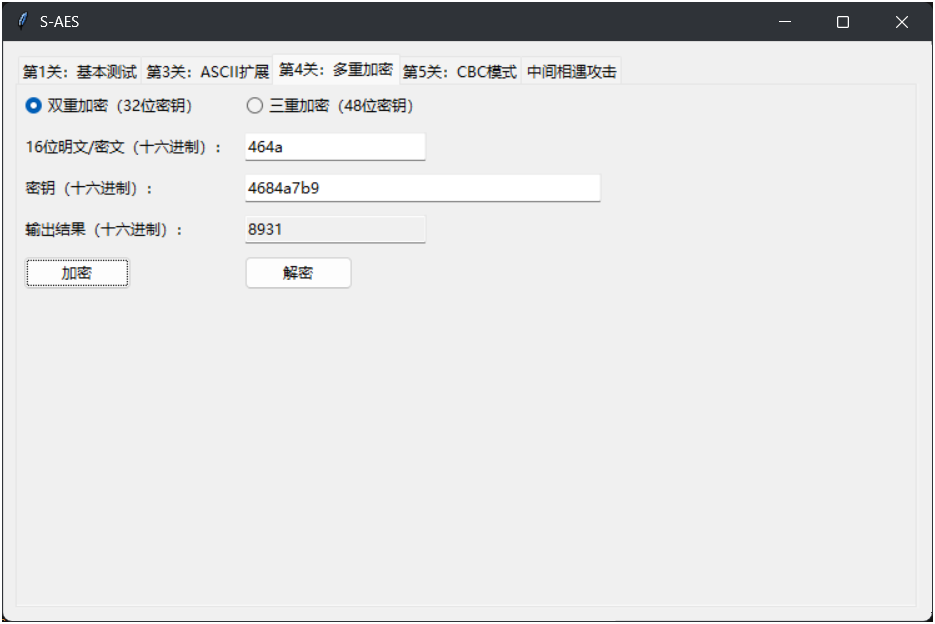 S-AES
第1关：基本测试 第3关：ASCII扩展 第4关：多重加密 第5关：CBC模式 中间相遇攻击
双重加密（32位密钥） 三重加密（48位密钥）
16位明文/密文（十六进制）： 464a
密钥（十六进制）： 4684a7b9
输出结果（十六进制）： 8931
加密 解密